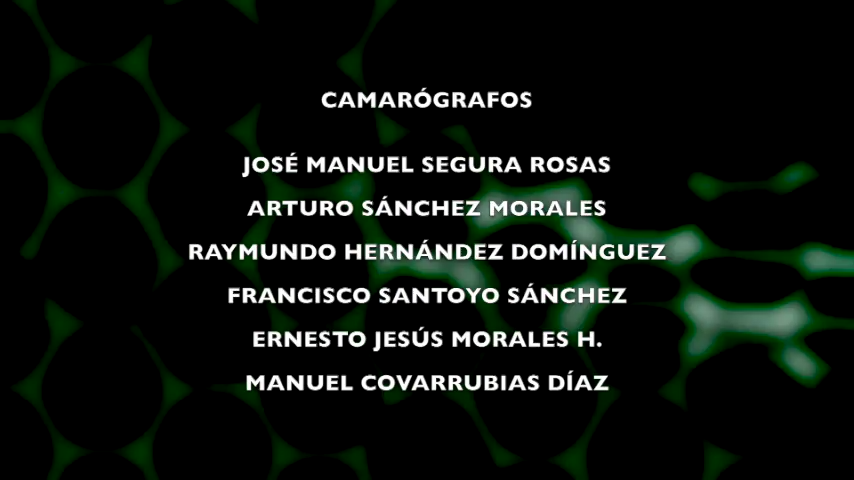 CAMARÓGRAFOS
JOSÉ MANUEL SEGURA ROSAS
ARTURO SÁNCHEZ MORALES
RAYMUNDO HERNÁNDEZ DOMÍNGUEZ
FRANCISCO SANTOYO SÁNCHEZ
ERNESTO JESÚS MORALES H.
MANUEL COVARRUBIAS DÍAZ